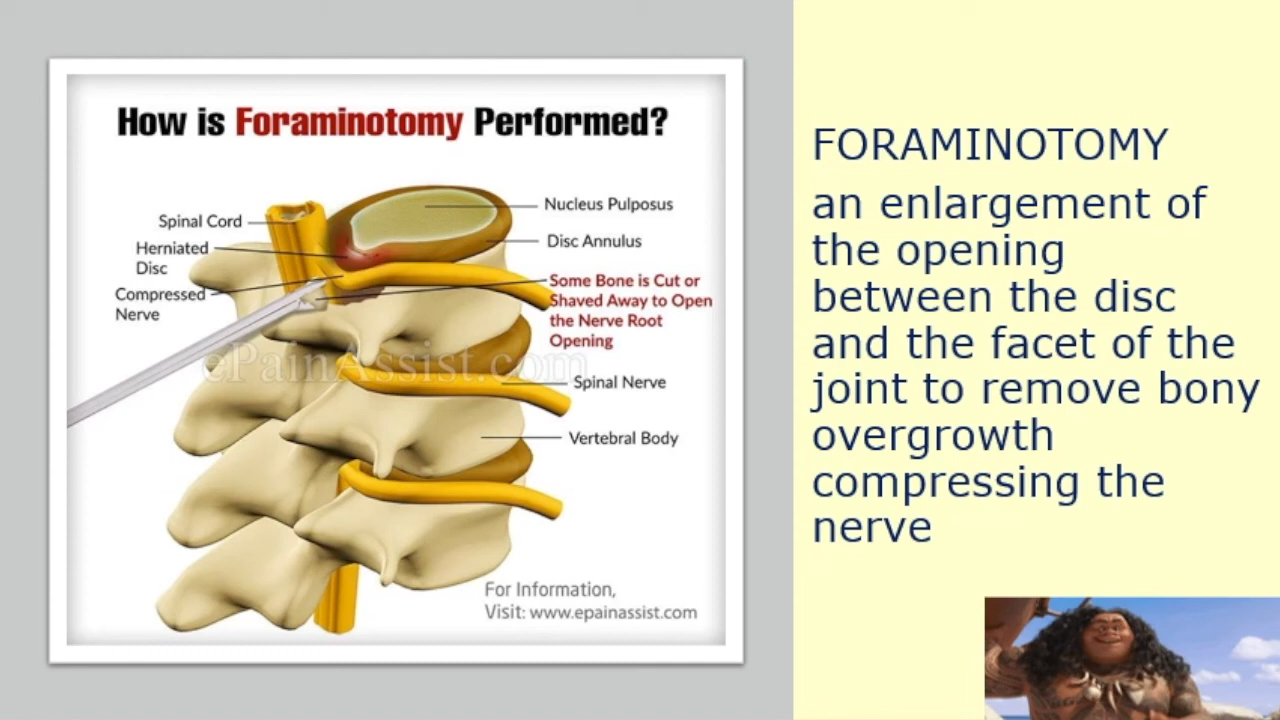 How is Foraminotomy Performed?
Spinal Cord
Herniated
Disc
Compressed
Nerve
Nucleus Pulposus
Disc Annulus
Some Bone is Cut or
Shaved Away to Open
the Nerve Root
Opening
Spinal Nerve
Vertebral Body
ePainAssist.com
For Information,
Visit: www.epainassist.com
FORAMINOTOMY
an enlargement of
the opening
between the disc
and the facet of the
joint to remove bony
overgrowth
compressing the
nerve